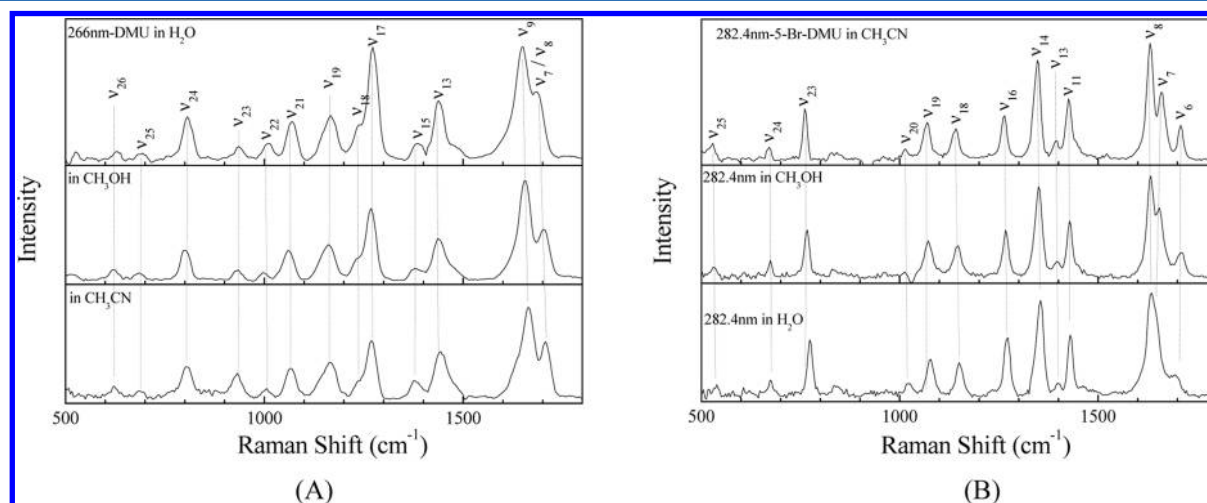 266nm-DMU in H₂O
ν₂₆
ν₂₅
ν₂₄
ν₂₃
ν₂₂
ν₂₁
ν₁₉
ν₁₈
ν₁₇
ν₁₅
ν₁₃
ν₉
ν₇ / ν₈
in CH₃OH
in CH₃CN
Intensity
500 1000 1500
Raman Shift (cm⁻¹)
(A)
282.4nm-5-Br-DMU in CH₃CN
ν₂₅
ν₂₄
ν₂₃
ν₂₀
ν₁₉
ν₁₈
ν₁₆
ν₁₄
ν₁₃
ν₁₁
ν₈
ν₇
ν₆
282.4nm in CH₃OH
282.4nm in H₂O
Intensity
500 1000 1500
Raman Shift (cm⁻¹)
(B)